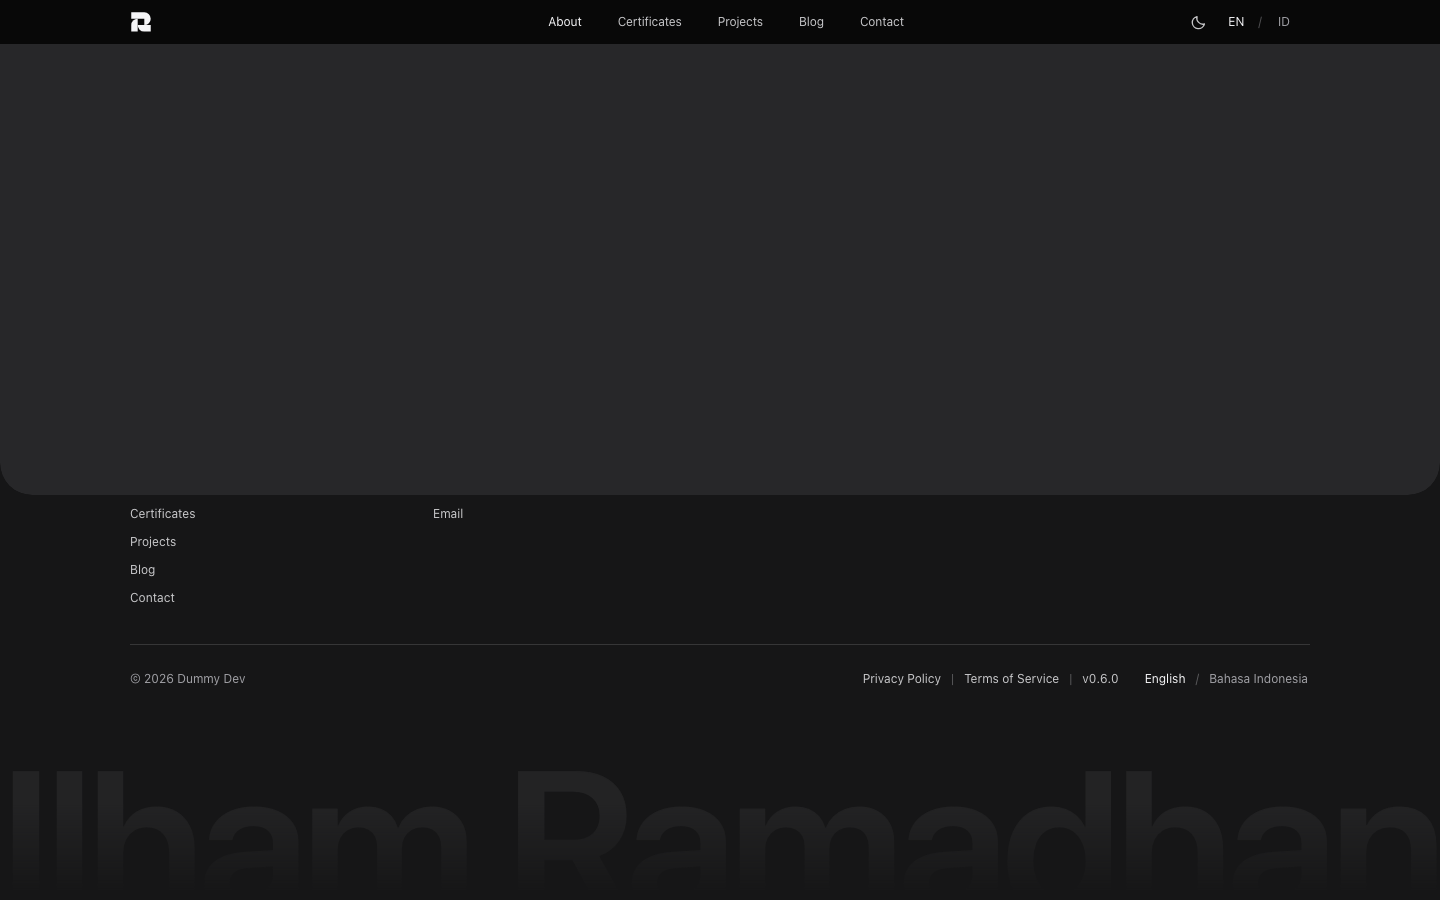 About Certificates Projects Blog Contact EN / ID
Certificates Email
Projects
Blog
Contact
© 2026 Dummy Dev Privacy Policy | Terms of Service | v0.6.0 English / Bahasa Indonesia
Ilham Ramadhan